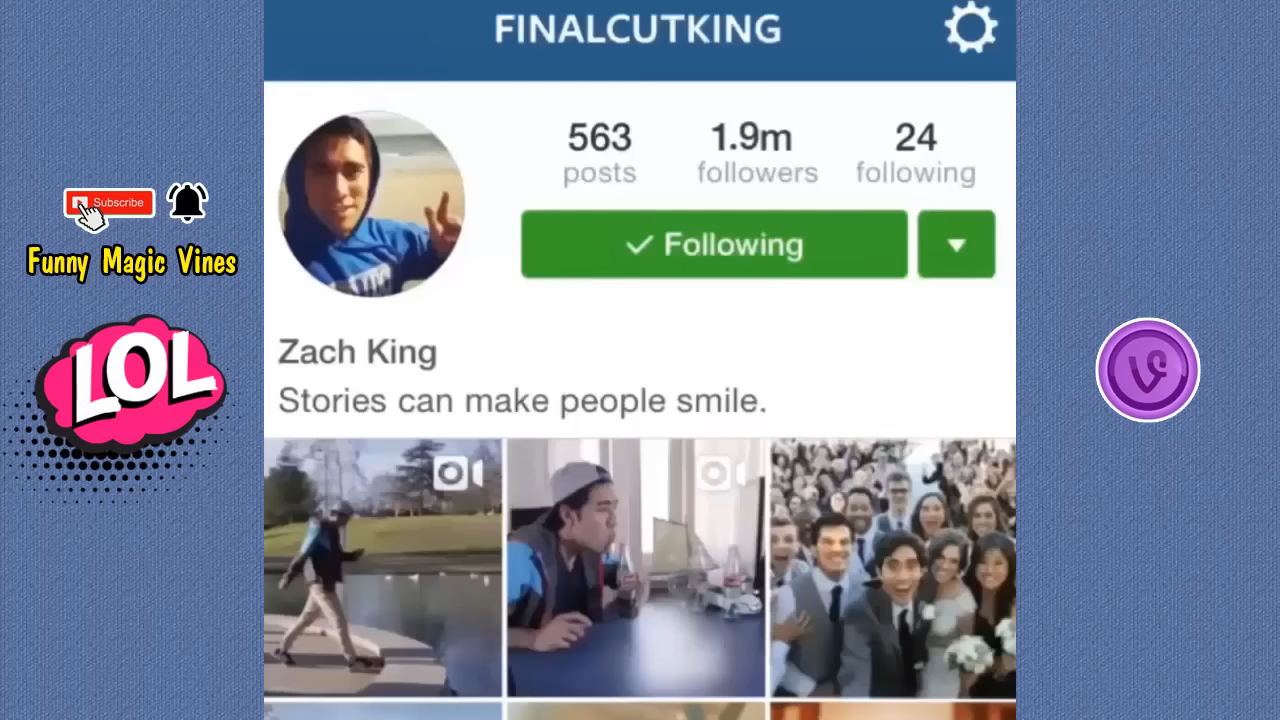 FINALCUTKING
563
posts
1.9m
followers
24
following
Following
Subscribe
Funny Magic Vines
LOL
Zach King
Stories can make people smile.